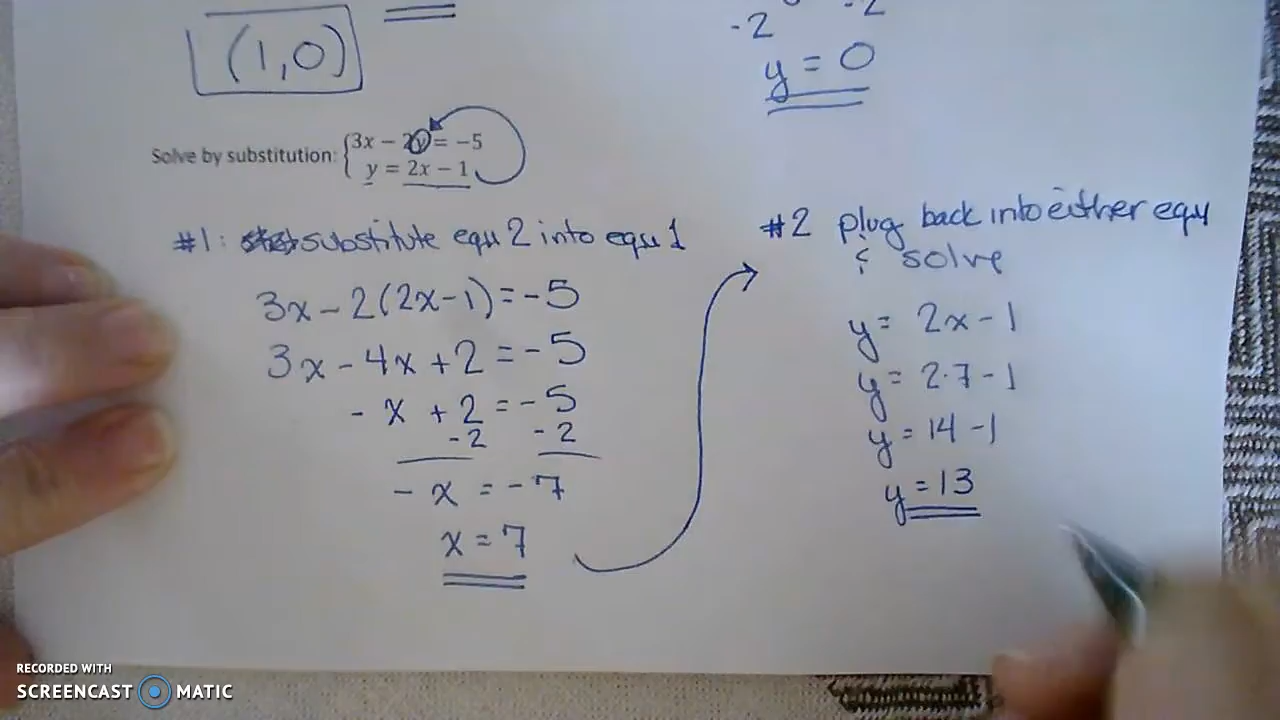 (1,0)
-2
-2
y = 0
Solve by substitution: {3x − 2y = −5
y = 2x − 1
#1: substitute equ 2 into equ 1
3x - 2(2x-1) = -5
3x - 4x + 2 = -5
- x + 2 = -5
-2 -2
- x = -7
x = 7
#2 plug back into either equ
& solve
y = 2x - 1
y = 2·7 - 1
y = 14 - 1
y = 13
RECORDED WITH
SCREENCAST MATIC